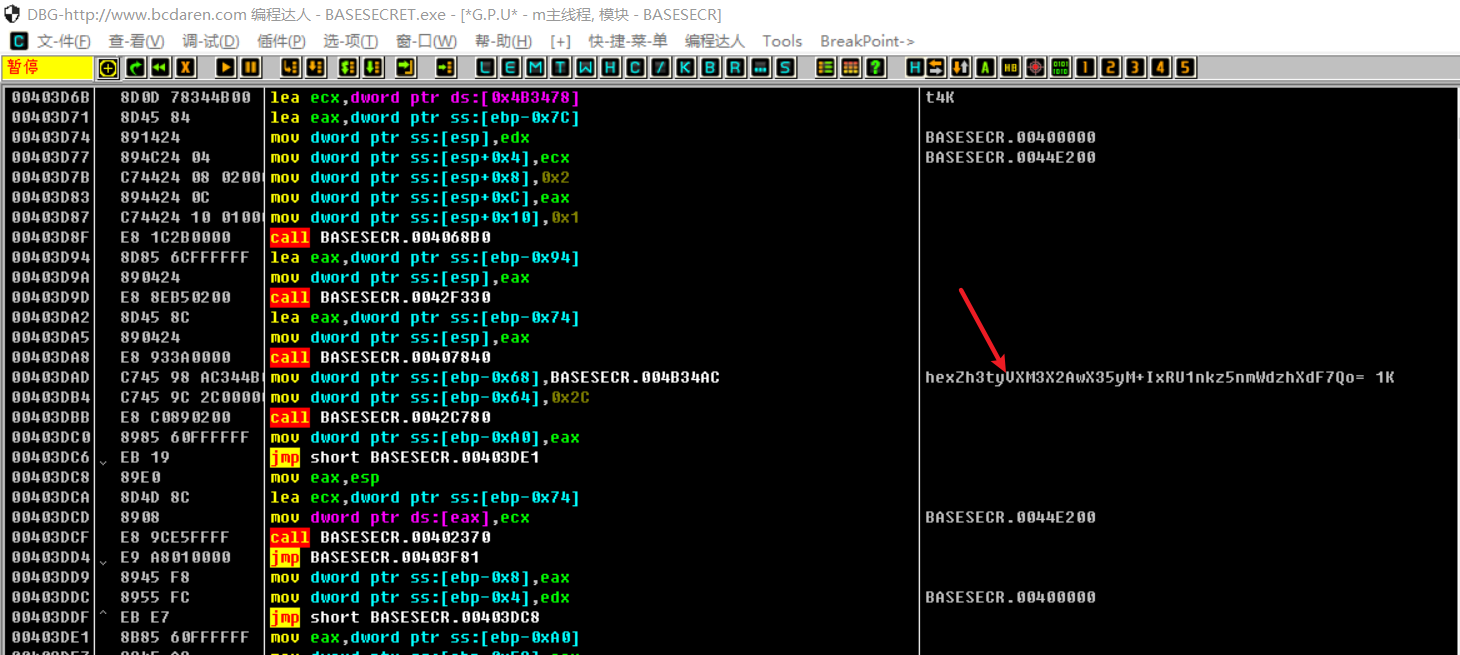 DBG-http://www.bcdaren.com 编程达人 - BASESECRET.exe - [*G.P.U* - m主线程, 模块 - BASESECR]
C 文-件(F) 查-看(V) 调-试(D) 插件(P) 选-项(T) 窗-口(W) 帮-助(H) [+] 快-捷-菜-单 编程达人 Tools BreakPoint->
暂停 L E M T W H C / K B R ... S ? H A HB 1 2 3 4 5
00403D6B 8D0D 78344B00 lea ecx,dword ptr ds:[0x4B3478] t4K
00403D71 8D45 84 lea eax,dword ptr ss:[ebp-0x7C]
00403D74 891424 mov dword ptr ss:[esp],edx BASESECR.00400000
00403D77 894C24 04 mov dword ptr ss:[esp+0x4],ecx BASESECR.0044E200
00403D7B C74424 08 0200 mov dword ptr ss:[esp+0x8],0x2
00403D83 894424 0C mov dword ptr ss:[esp+0xC],eax
00403D87 C74424 10 0100 mov dword ptr ss:[esp+0x10],0x1
00403D8F E8 1C2B0000 call BASESECR.004068B0
00403D94 8D85 6CFFFFFF lea eax,dword ptr ss:[ebp-0x94]
00403D9A 890424 mov dword ptr ss:[esp],eax
00403D9D E8 8EB50200 call BASESECR.0042F330
00403DA2 8D45 8C lea eax,dword ptr ss:[ebp-0x74]
00403DA5 890424 mov dword ptr ss:[esp],eax
00403DA8 E8 933A0000 call BASESECR.00407840
00403DAD C745 98 AC344B mov dword ptr ss:[ebp-0x68],BASESECR.004B34AC hexZh3tyVXM3X2AwX35yM+IxRU1nkz5nmWdzhXdF7Qo= 1K
00403DB4 C745 9C 2C0000 mov dword ptr ss:[ebp-0x64],0x2C
00403DBB E8 C0890200 call BASESECR.0042C780
00403DC0 8985 60FFFFFF mov dword ptr ss:[ebp-0xA0],eax
00403DC6 EB 19 jmp short BASESECR.00403DE1
00403DC8 89E0 mov eax,esp
00403DCA 8D4D 8C lea ecx,dword ptr ss:[ebp-0x74]
00403DCD 8908 mov dword ptr ds:[eax],ecx BASESECR.0044E200
00403DCF E8 9CE5FFFF call BASESECR.00402370
00403DD4 E9 A8010000 jmp BASESECR.00403F81
00403DD9 8945 F8 mov dword ptr ss:[ebp-0x8],eax
00403DDC 8955 FC mov dword ptr ss:[ebp-0x4],edx BASESECR.00400000
00403DDF EB E7 jmp short BASESECR.00403DC8
00403DE1 8B85 60FFFFFF mov eax,dword ptr ss:[ebp-0xA0]